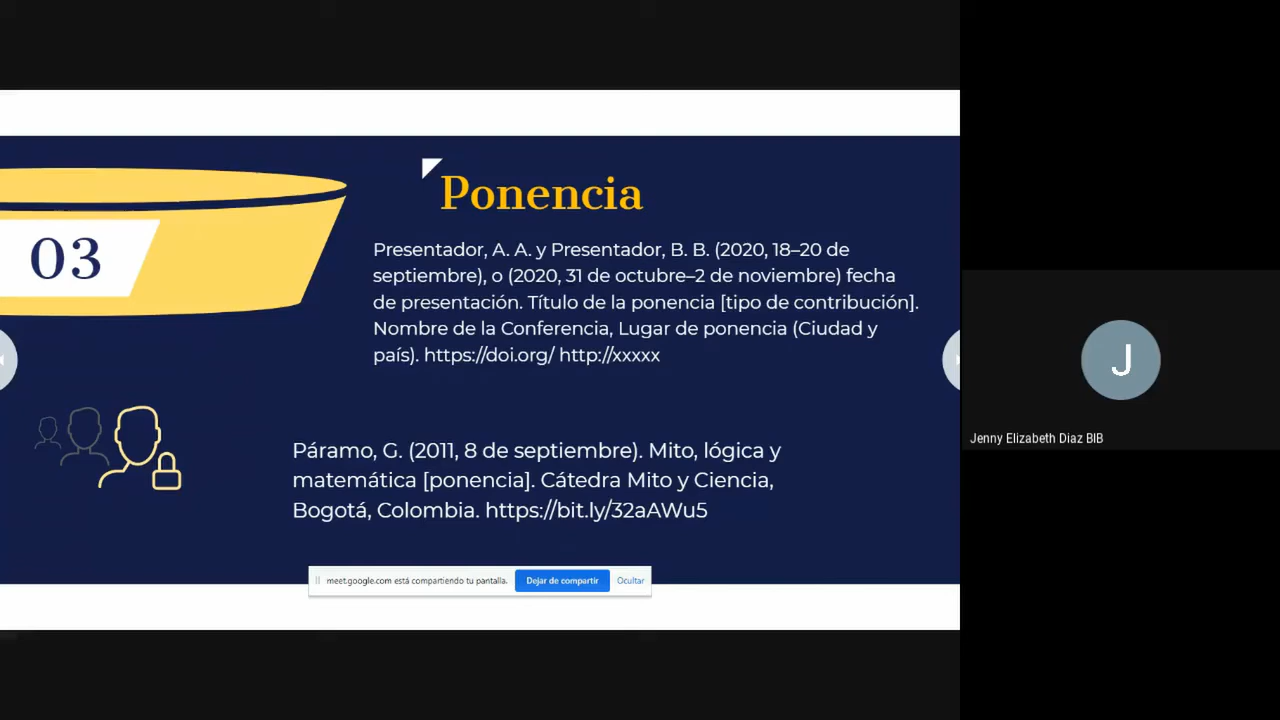 Ponencia
03
Presentador, A. A. y Presentador, B. B. (2020, 18–20 de
septiembre), o (2020, 31 de octubre–2 de noviembre) fecha
de presentación. Título de la ponencia [tipo de contribución].
Nombre de la Conferencia, Lugar de ponencia (Ciudad y
país). https://doi.org/ http://xxxxx
Páramo, G. (2011, 8 de septiembre). Mito, lógica y
matemática [ponencia]. Cátedra Mito y Ciencia,
Bogotá, Colombia. https://bit.ly/32aAWu5
meet.google.com está compartiendo tu pantalla. Dejar de compartir Ocultar
J
Jenny Elizabeth Diaz BIB